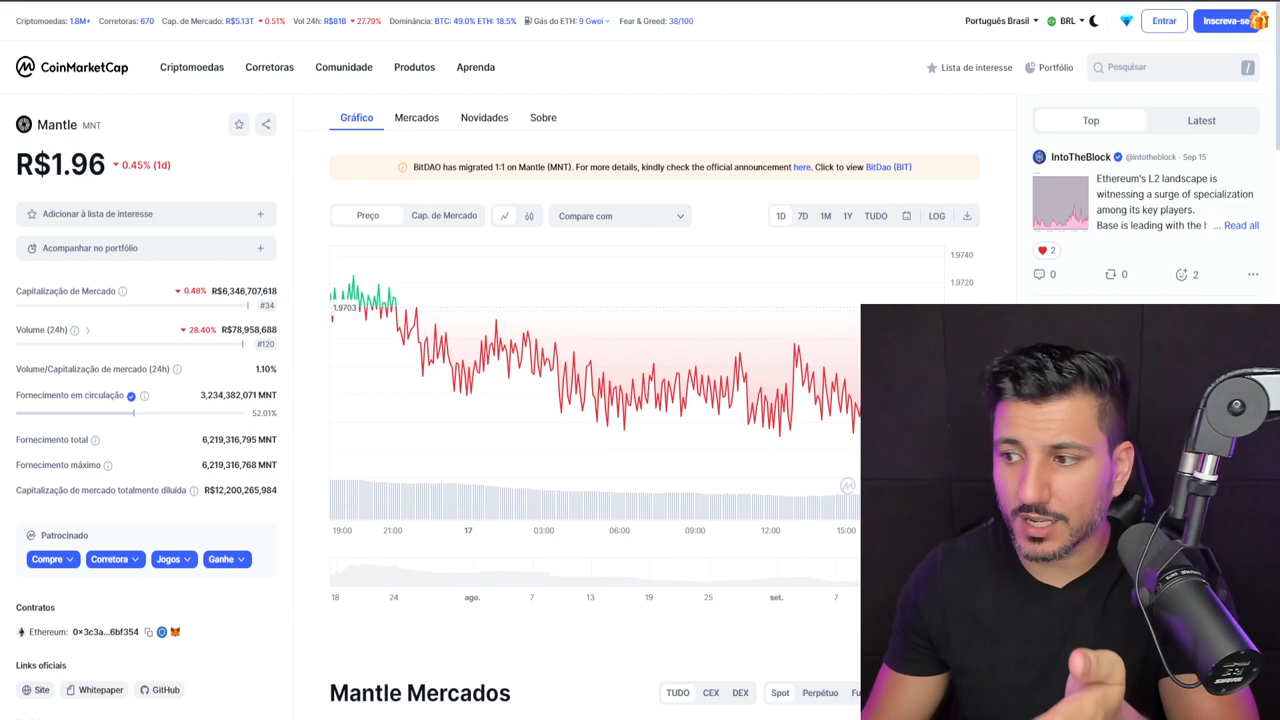 Criptomoedas: 1.8M+ Corretoras: 670 Cap. de Mercado: R$5.13T 0.51% Vol 24h: R$81B 27.79% Dominância: BTC: 49.0% ETH: 18.5% Gás do ETH: 9 Gwei Fear & Greed: 38/100
Português Brasil BRL Entrar Inscreva-se
CoinMarketCap Criptomoedas Corretoras Comunidade Produtos Aprenda
Lista de interesse Portfólio Pesquisar /
Mantle MNT
R$1.96 0.45% (1d)
Adicionar à lista de interesse +
Acompanhar no portfólio +
Capitalização de Mercado 0.48% R$6,346,707,618
#34
Volume (24h) 28.40% R$78,958,688
#120
Volume/Capitalização de mercado (24h) 1.10%
Fornecimento em circulação 3,234,382,071 MNT
52.01%
Fornecimento total 6,219,316,795 MNT
Fornecimento máximo 6,219,316,768 MNT
Capitalização de mercado totalmente diluída R$12,200,265,984
Patrocinado
Compre Corretora Jogos Ganhe
Contratos
Ethereum: 0x3c3a...6bf354
Links oficiais
Site Whitepaper GitHub
Gráfico Mercados Novidades Sobre
BitDAO has migrated 1:1 on Mantle (MNT). For more details, kindly check the official announcement here. Click to view BitDao (BIT)
Preço Cap. de Mercado Compare com 1D 7D 1M 1Y TUDO LOG
1.9740
1.9720
1.9703
19:00 21:00 17 03:00 06:00 09:00 12:00 15:00
18 24 ago. 7 13 19 25 set. 7
Mantle Mercados TUDO CEX DEX Spot Perpétuo Fu
Top Latest
IntoTheBlock @intotheblock · Sep 15
Ethereum's L2 landscape is
witnessing a surge of specialization
among its key players.
Base is leading with the h ... Read all
2
0 0 2